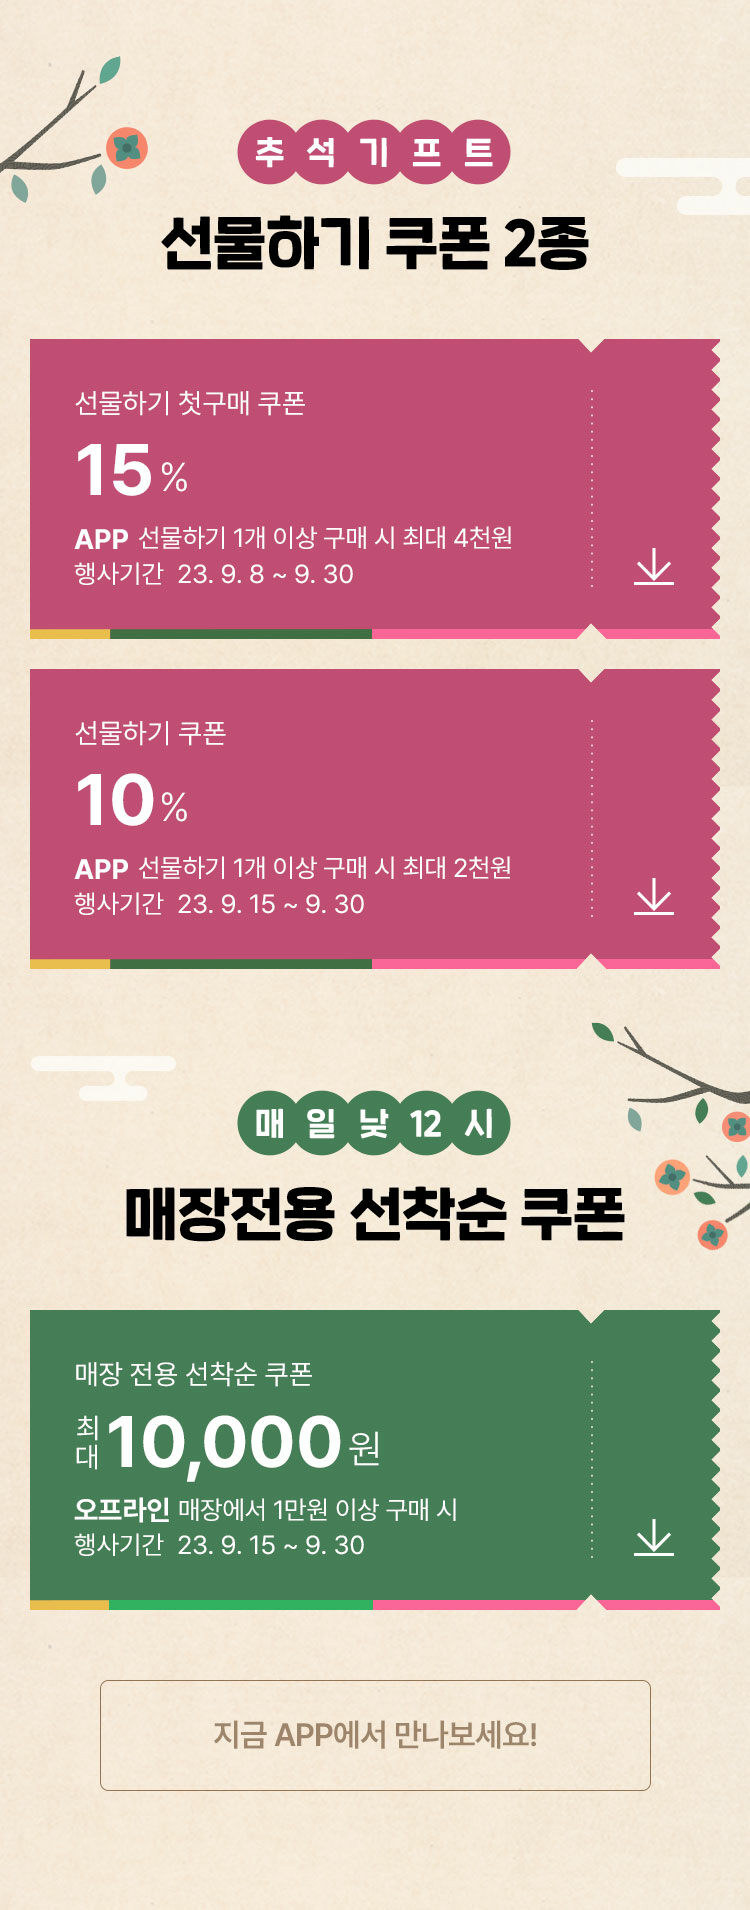 추석기프트
선물하기 쿠폰 2종
선물하기 첫구매 쿠폰
15%
APP 선물하기 1개 이상 구매 시 최대 4천원
행사기간 23. 9. 8 ~ 9. 30
선물하기 쿠폰
10%
APP 선물하기 1개 이상 구매 시 최대 2천원
행사기간 23. 9. 15 ~ 9. 30
매일낮12시
매장전용 선착순 쿠폰
매장 전용 선착순 쿠폰
최대 10,000원
오프라인 매장에서 1만원 이상 구매 시
행사기간 23. 9. 15 ~ 9. 30
지금 APP에서 만나보세요!